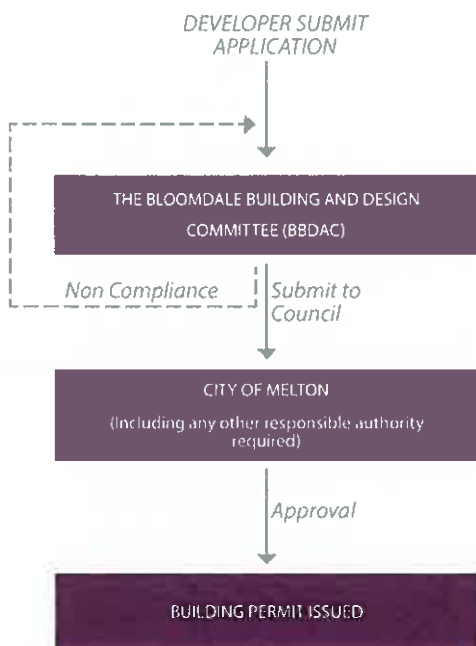 DEVELOPER SUBMIT
APPLICATION
THE BLOOMDALE BUILDING AND DESIGN
COMMITTEE (BBDAC)
Non Compliance
Submit to
Council
CITY OF MELTON
(Including any other responsible authority
required)
Approval
BUILDING PERMIT ISSUED